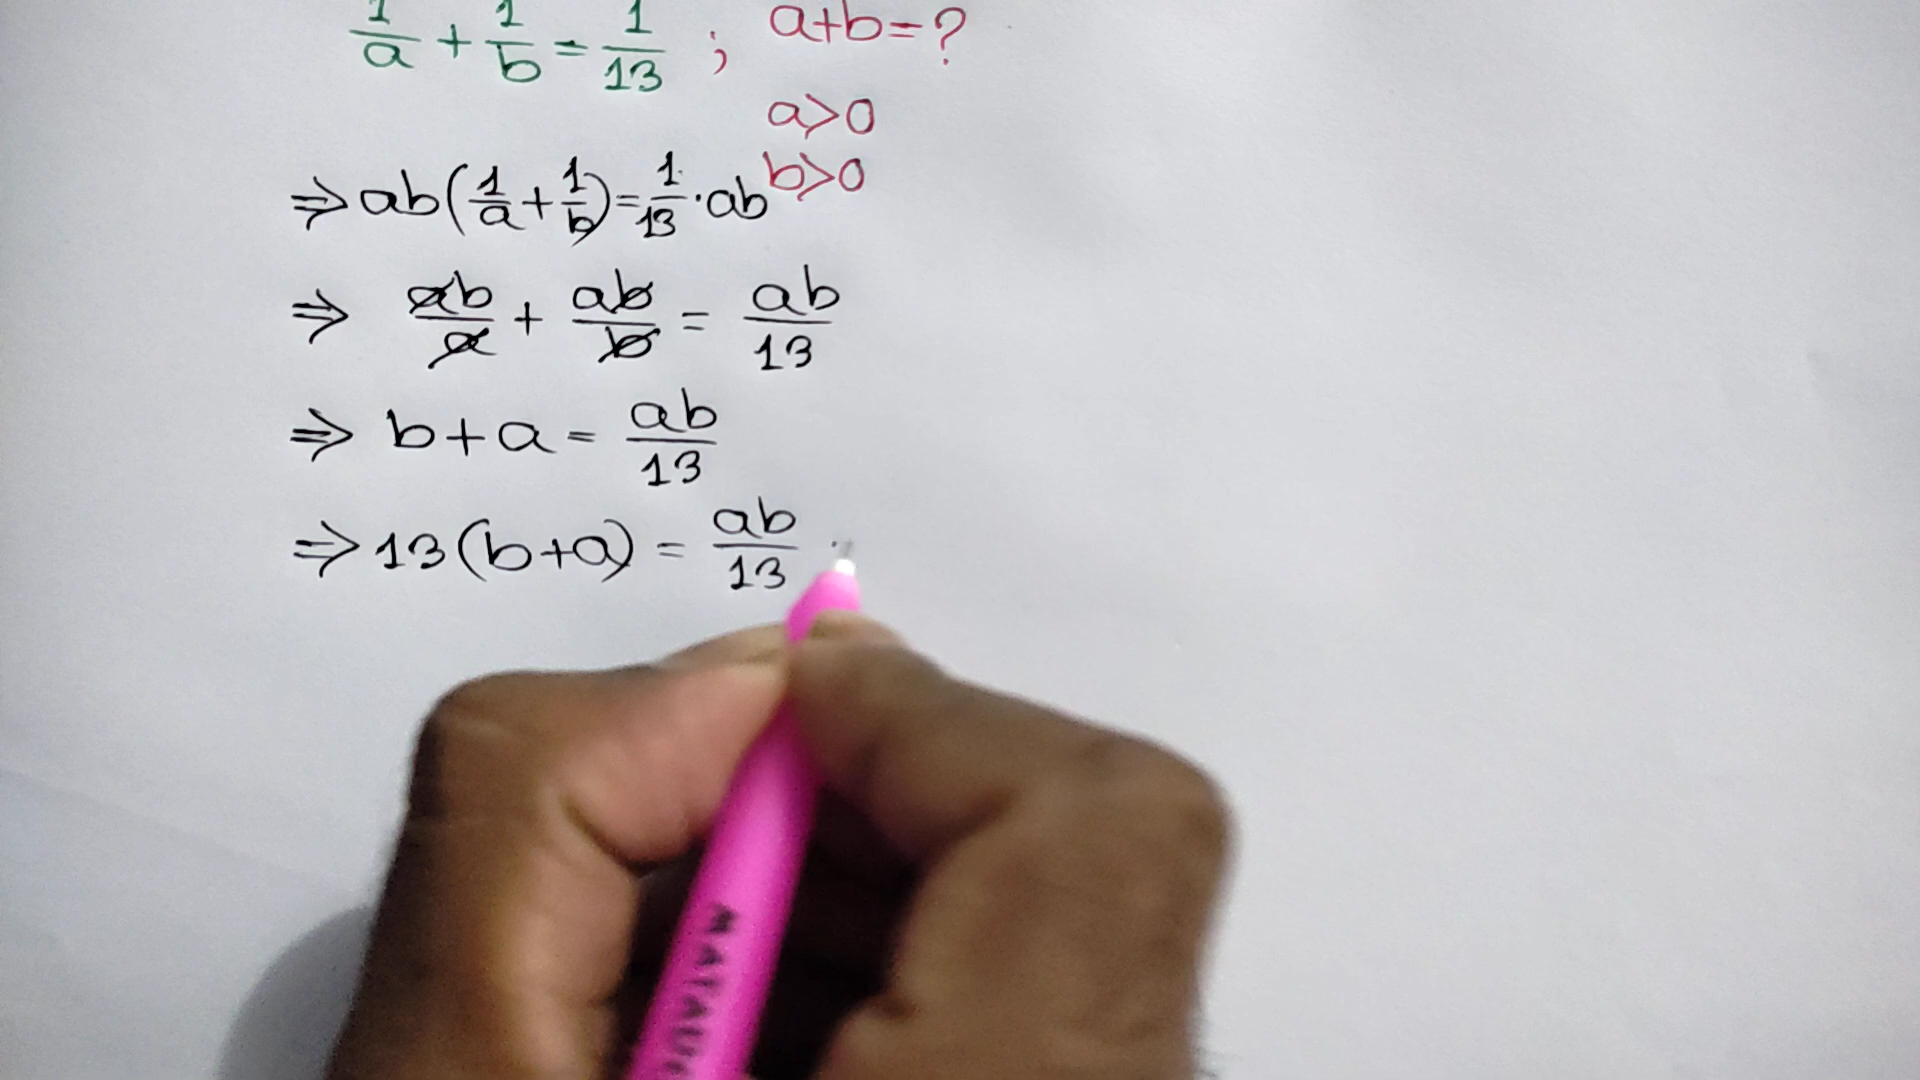 1/a + 1/b = 1/13 ; a+b=?
a>0
b>0
⇒ ab(1/a + 1/b) = 1/13 · ab
⇒ ab/a + ab/b = ab/13
⇒ b+a = ab/13
⇒ 13(b+a) = ab/13